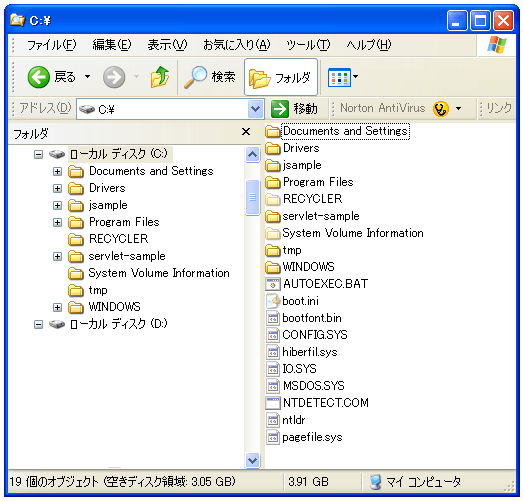 C:¥
ファイル(F) 編集(E) 表示(V) お気に入り(A) ツール(T) ヘルプ(H)
戻る 検索 フォルダ
アドレス(D) C:¥ 移動 Norton AntiVirus リンク
フォルダ
ローカル ディスク (C:)
Documents and Settings
Drivers
jsample
Program Files
RECYCLER
servlet-sample
System Volume Information
tmp
WINDOWS
ローカル ディスク (D:)
Documents and Settings
Drivers
jsample
Program Files
RECYCLER
servlet-sample
System Volume Information
tmp
WINDOWS
AUTOEXEC.BAT
boot.ini
bootfont.bin
CONFIG.SYS
hiberfil.sys
IO.SYS
MSDOS.SYS
NTDETECT.COM
ntldr
pagefile.sys
19 個のオブジェクト (空きディスク領域: 3.05 GB) 3.91 GB マイ コンピュータ